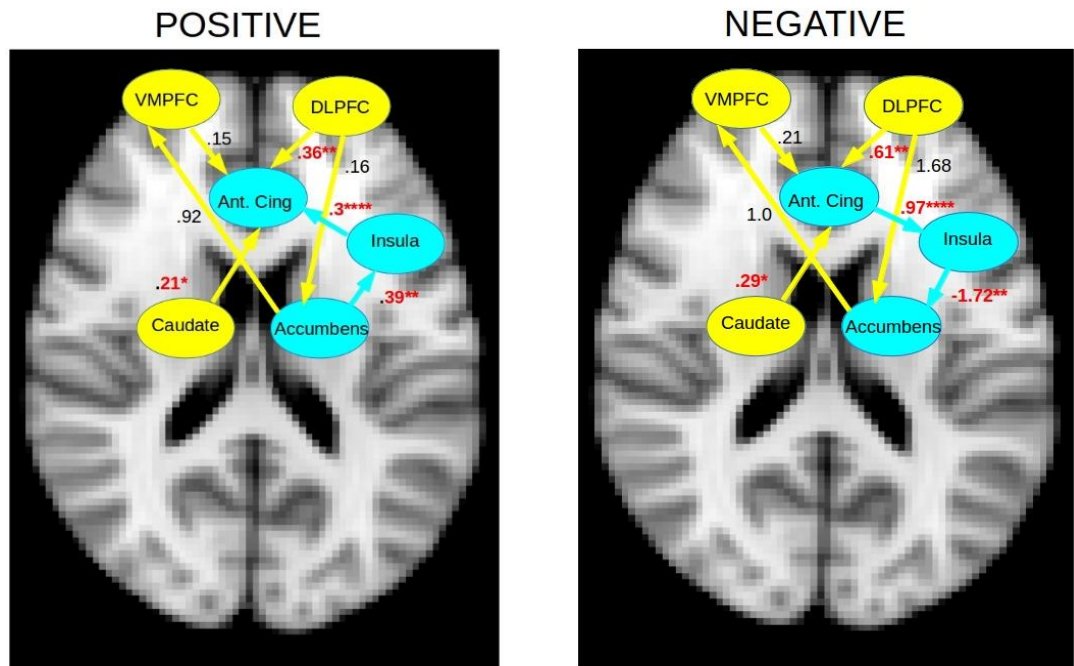 POSITIVE
VMPFC
DLPFC
.15
.36**
.16
Ant. Cing
.3****
.92
Insula
.21*
.39**
Caudate
Accumbens
NEGATIVE
VMPFC
DLPFC
.21
.61**
1.68
Ant. Cing
.97****
1.0
Insula
.29*
-1.72**
Caudate
Accumbens